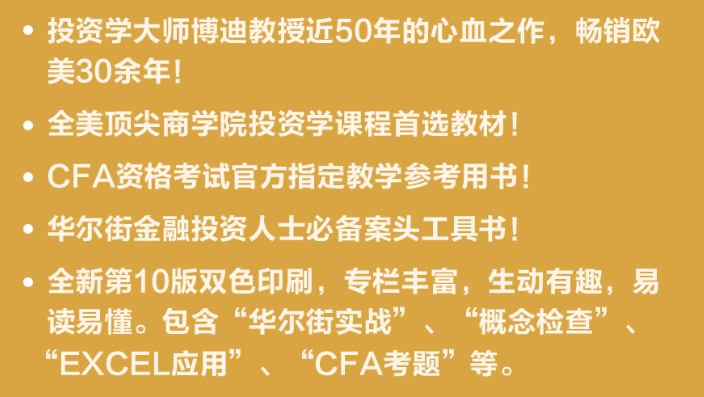 • 投资学大师博迪教授近50年的心血之作，畅销欧
美30余年！
• 全美顶尖商学院投资学课程首选教材！
• CFA资格考试官方指定教学参考用书！
• 华尔街金融投资人士必备案头工具书！
• 全新第10版双色印刷，专栏丰富，生动有趣，易
读易懂。包含“华尔街实战”、“概念检查”、
“EXCEL应用”、“CFA考题”等。